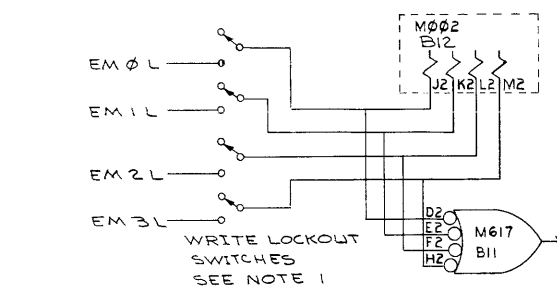 MØØ2
B12
J2 K2 L2 M2
EM Ø L
EM 1 L
EM 2 L
EM 3 L
D2
E2
F2
H2
M617
B11
WRITE LOCKOUT
SWITCHES
SEE NOTE 1